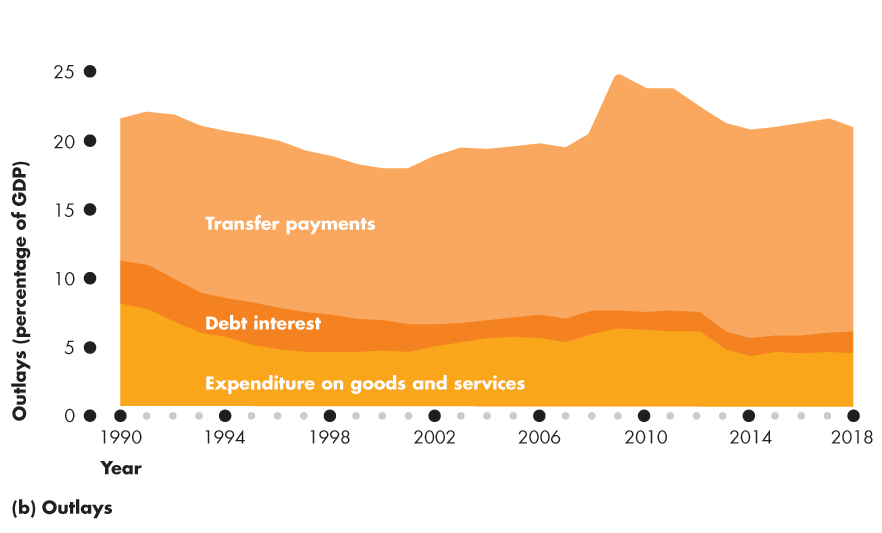 25
20
15
10
5
0
Outlays (percentage of GDP)
Transfer payments
Debt interest
Expenditure on goods and services
1990 1994 1998 2002 2006 2010 2014 2018
Year
(b) Outlays